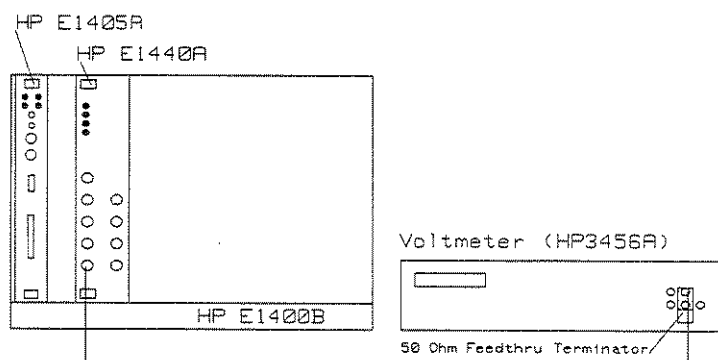 HP E1405A
HP E1440A
HP E1400B
Voltmeter (HP3456A)
50 Ohm Feedthru Terminator